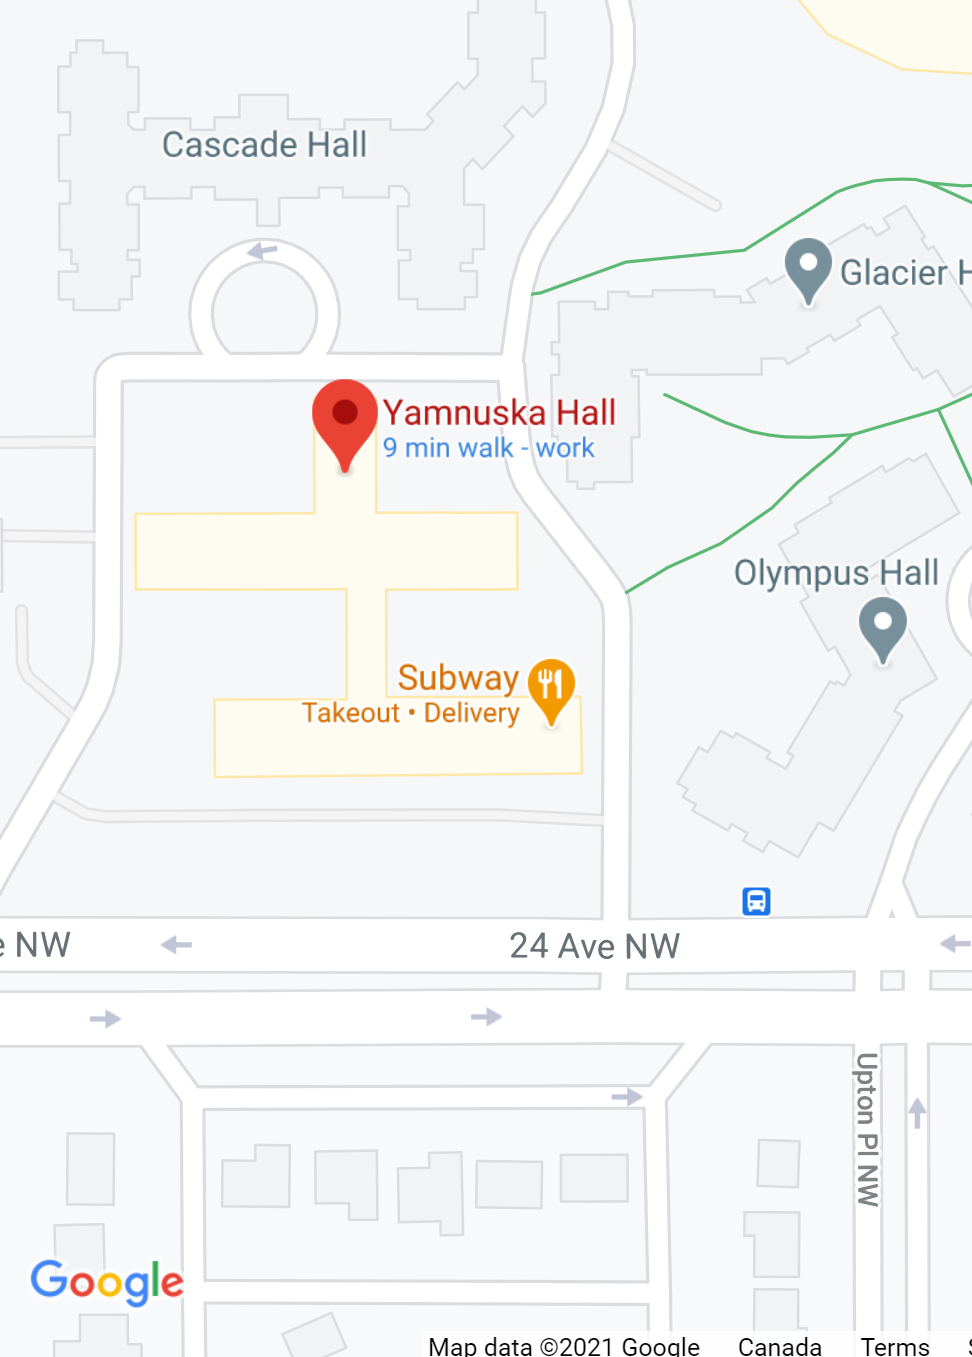 Cascade Hall
Glacier H
Yamnuska Hall
9 min walk - work
Olympus Hall
Subway
Takeout • Delivery
e NW
24 Ave NW
Upton Pl NW
Google
Map data ©2021 Google Canada Terms